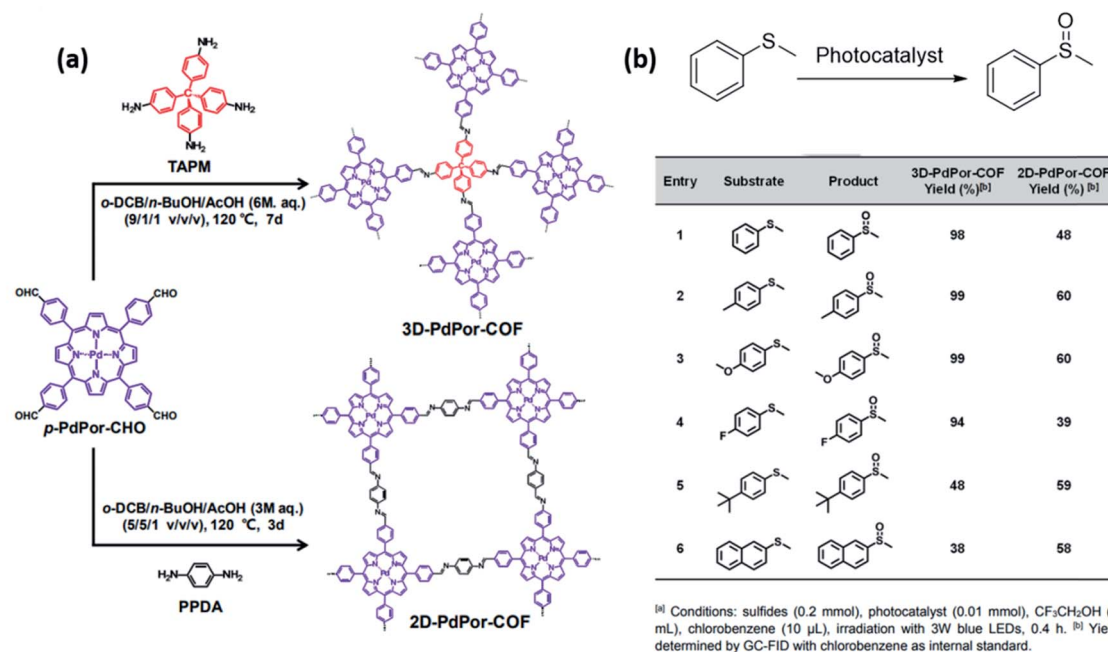 (a)
NH₂
H₂N
NH₂
NH₂
C
TAPM
o-DCB/n-BuOH/AcOH (6M. aq.)
(9/1/1 v/v/v), 120 ℃, 7d
3D-PdPor-COF
OHC
CHO
N
N
Pd
N
N
OHC
CHO
p-PdPor-CHO
o-DCB/n-BuOH/AcOH (3M aq.)
(5/5/1 v/v/v), 120 ℃, 3d
H₂N
NH₂
PPDA
2D-PdPor-COF
(b)
S
Photocatalyst
O
S
Entry Substrate Product 3D-PdPor-COF 2D-PdPor-COF
Yield (%)[b] Yield (%) [b]
1 98 48
2 99 60
3 99 60
4 94 39
5 48 59
6 38 58
[a] Conditions: sulfides (0.2 mmol), photocatalyst (0.01 mmol), CF₃CH₂OH (
mL), chlorobenzene (10 µL), irradiation with 3W blue LEDs, 0.4 h. [b] Yie
determined by GC-FID with chlorobenzene as internal standard.